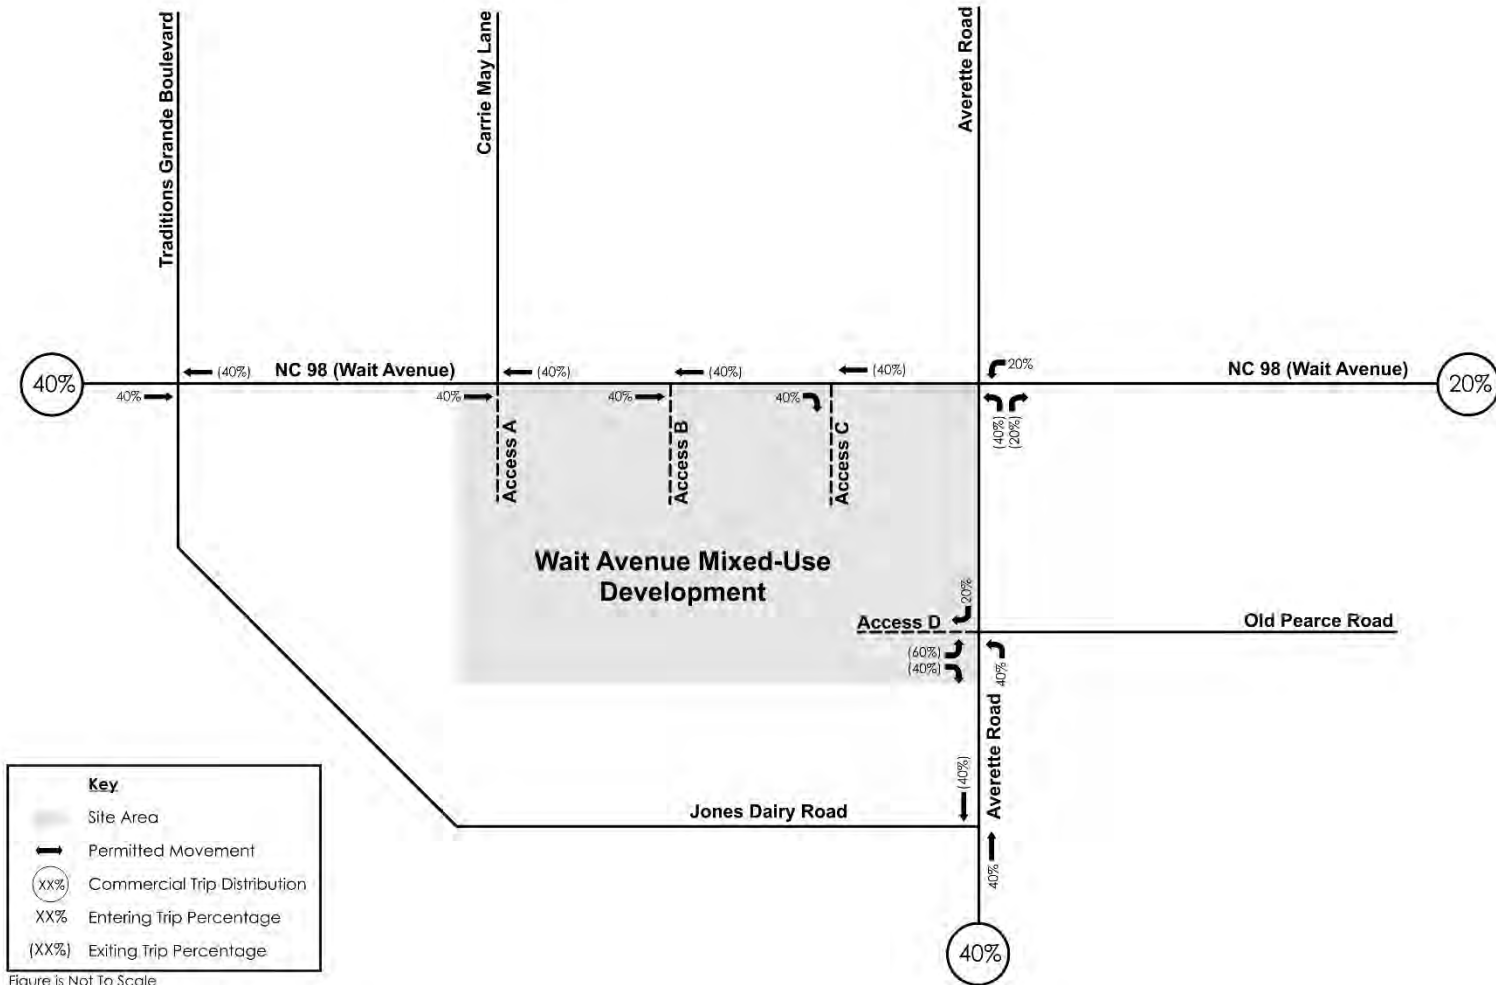 Traditions Grande Boulevard
Carrie May Lane
Averette Road
40%
(40%)
NC 98 (Wait Avenue)
(40%)
(40%)
(40%)
20%
NC 98 (Wait Avenue)
20%
40%
40%
40%
40%
(40%)
(20%)
Access A
Access B
Access C
Wait Avenue Mixed-Use
Development
20%
Access D
Old Pearce Road
(60%)
(40%)
40%
Averette Road
(40%)
Jones Dairy Road
40%
40%
Key
Site Area
Permitted Movement
XX% Commercial Trip Distribution
XX% Entering Trip Percentage
(XX%) Exiting Trip Percentage
Figure is Not To Scale